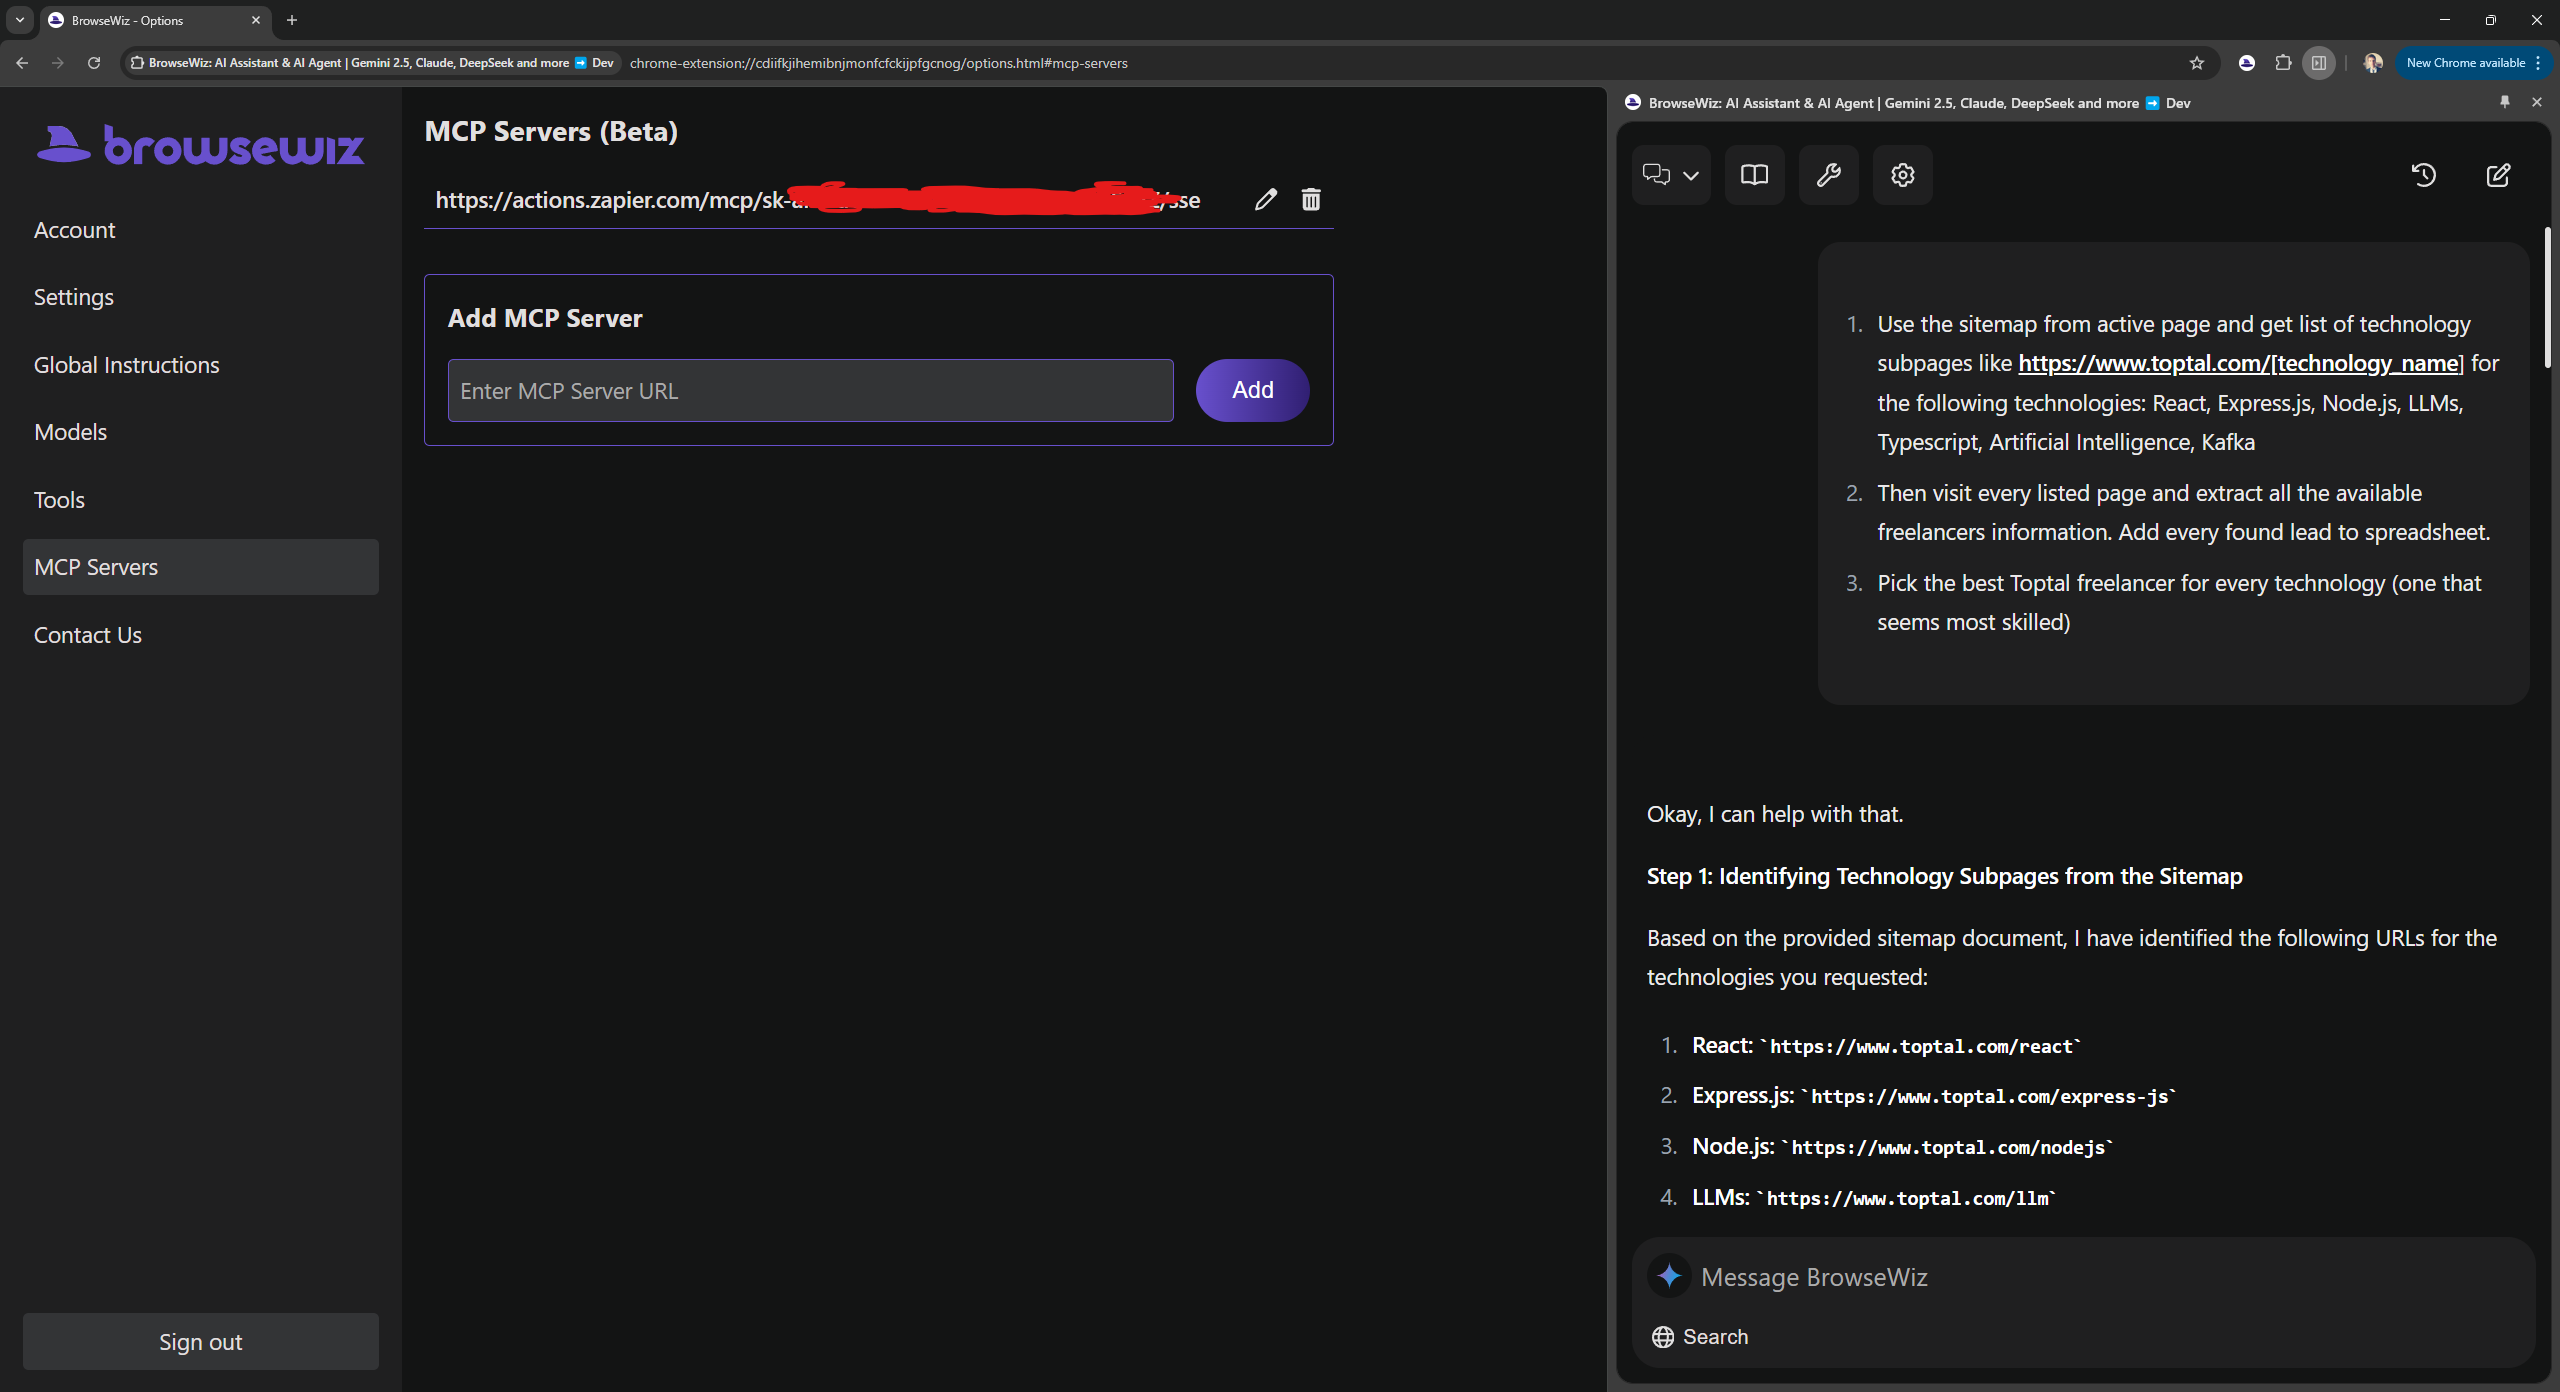 BrowseWiz - Options
BrowseWiz: AI Assistant & AI Agent | Gemini 2.5, Claude, DeepSeek and more ➡ Dev
chrome-extension://cdiifkjihemibnjmonfcfckijpfgcnog/options.html#mcp-servers
New Chrome available
browsewiz
Account
Settings
Global Instructions
Models
Tools
MCP Servers
Contact Us
Sign out
MCP Servers (Beta)
https://actions.zapier.com/mcp/sk-
Add MCP Server
Enter MCP Server URL
Add
BrowseWiz: AI Assistant & AI Agent | Gemini 2.5, Claude, DeepSeek and more ➡ Dev
1. Use the sitemap from active page and get list of technology
subpages like https://www.toptal.com/[technology_name] for
the following technologies: React, Express.js, Node.js, LLMs,
Typescript, Artificial Intelligence, Kafka
2. Then visit every listed page and extract all the available
freelancers information. Add every found lead to spreadsheet.
3. Pick the best Toptal freelancer for every technology (one that
seems most skilled)
Okay, I can help with that.
Step 1: Identifying Technology Subpages from the Sitemap
Based on the provided sitemap document, I have identified the following URLs for the
technologies you requested:
1. React: `https://www.toptal.com/react`
2. Express.js: `https://www.toptal.com/express-js`
3. Node.js: `https://www.toptal.com/nodejs`
4. LLMs: `https://www.toptal.com/llm`
Message BrowseWiz
Search